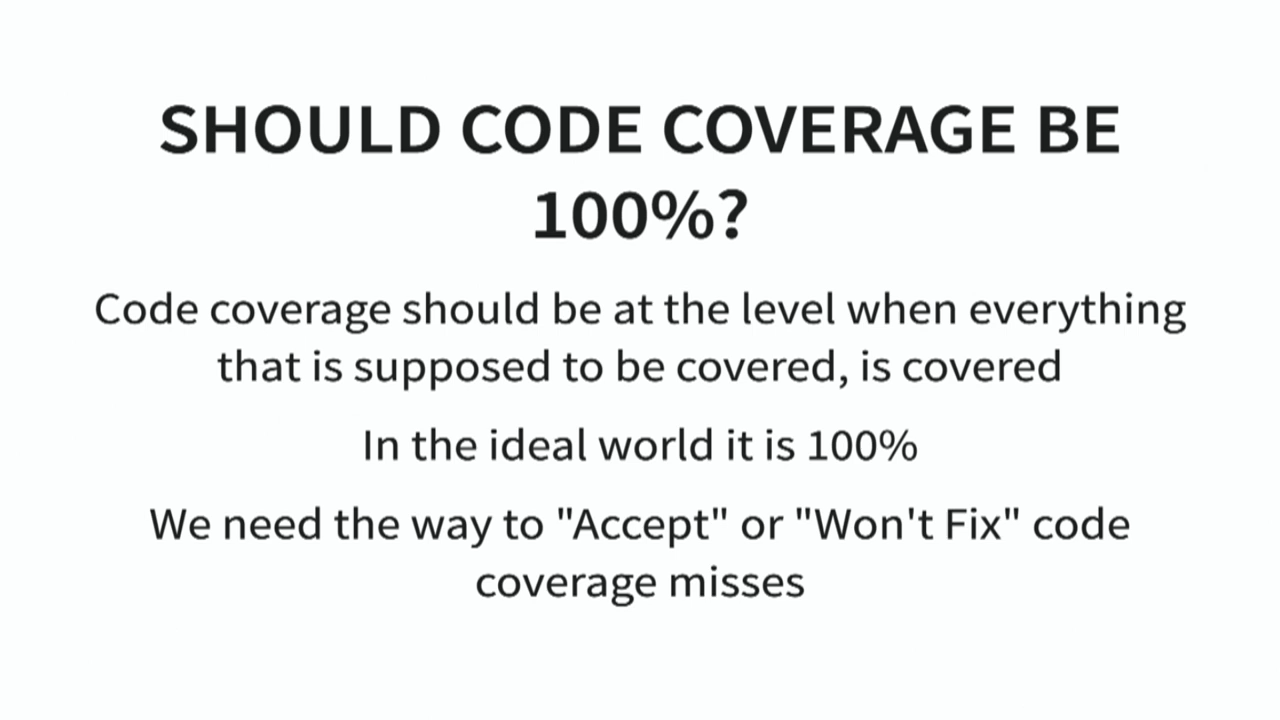 SHOULD CODE COVERAGE BE
100%?
Code coverage should be at the level when everything
that is supposed to be covered, is covered
In the ideal world it is 100%
We need the way to "Accept" or "Won't Fix" code
coverage misses